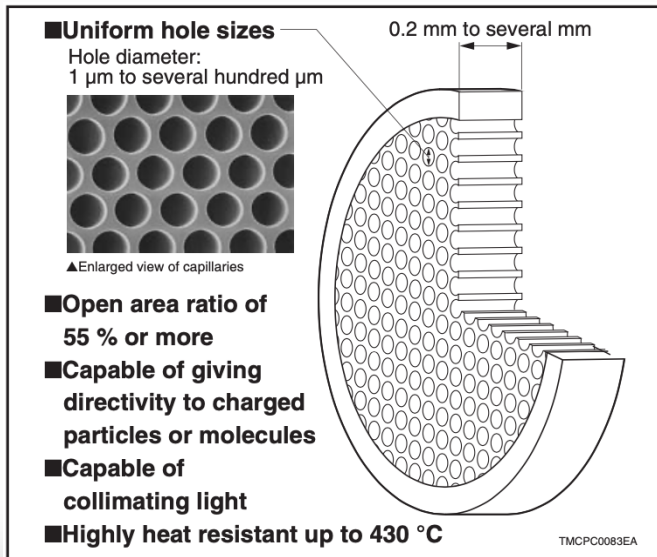 ■Uniform hole sizes
0.2 mm to several mm
Hole diameter:
1 µm to several hundred µm
▲Enlarged view of capillaries
■Open area ratio of
55 % or more
■Capable of giving
directivity to charged
particles or molecules
■Capable of
collimating light
■Highly heat resistant up to 430 °C
TMCPC0083EA